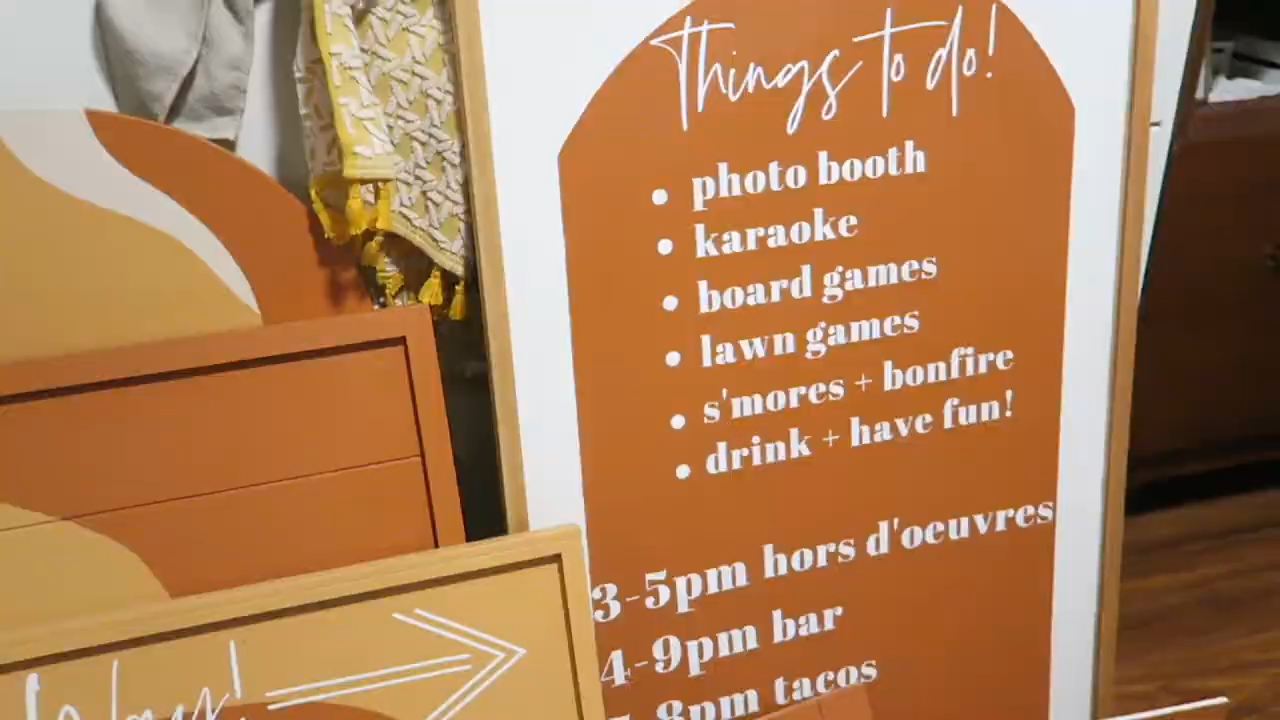 Things to do!
photo booth
karaoke
board games
lawn games
s'mores + bonfire
drink + have fun!
3-5pm hors d'oeuvres
4-9pm bar
8pm tacos